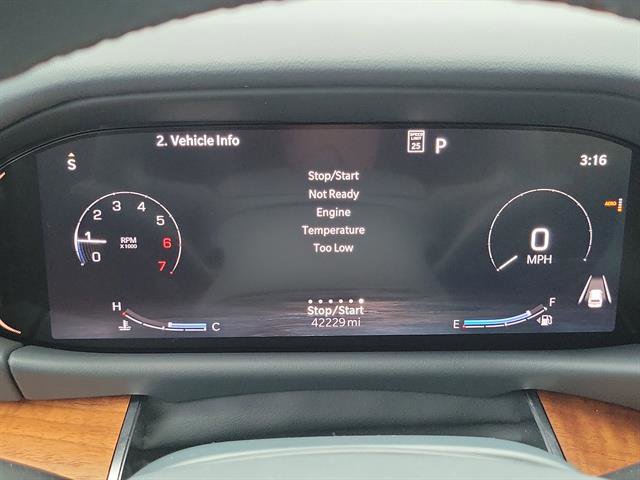 2. Vehicle Info
SPEED LIMIT 25
P
S
3:16
Stop/Start
Not Ready
Engine
Temperature
Too Low
0 1 2 3 4 5 6 7
RPM
X 1000
0
MPH
AERO
H
C
Stop/Start
42229 mi
E
F